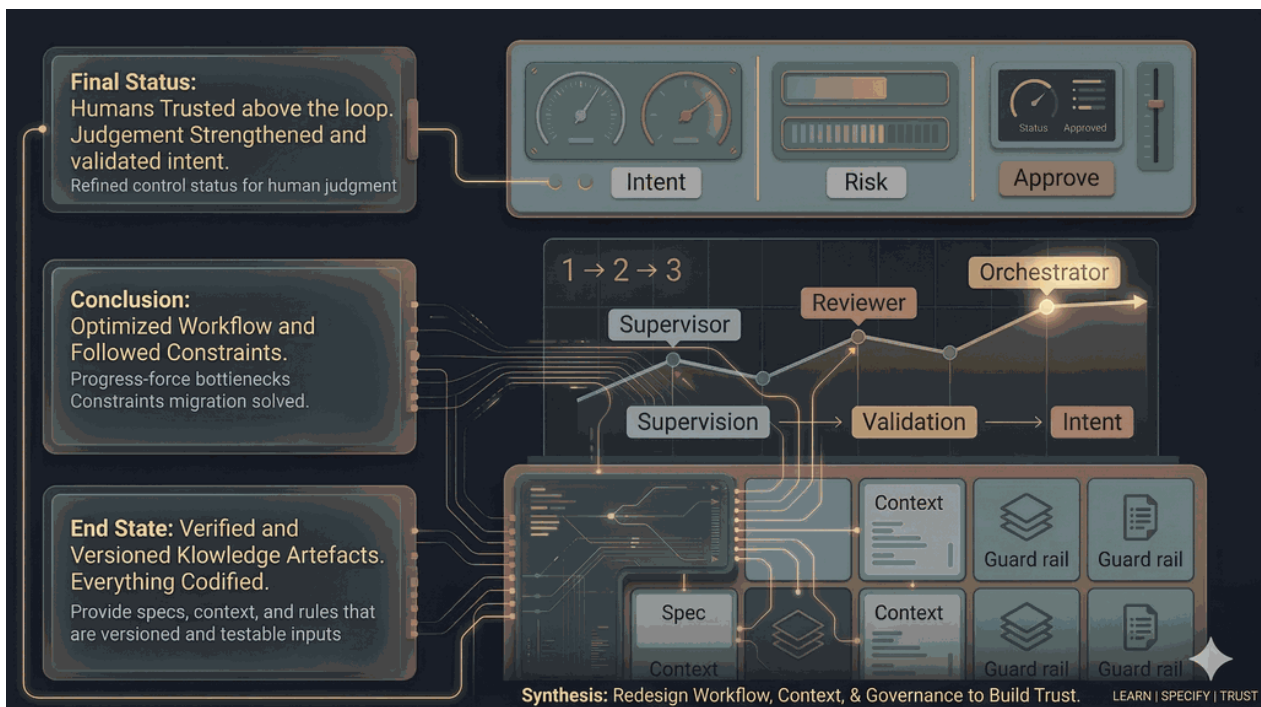 Final Status:
Humans Trusted above the loop.
Judgement Strengthened and
validated intent.
Refined control status for human judgment
Intent
Risk
Status
Approved
Approve
Conclusion:
Optimized Workflow and
Followed Constraints.
Progress-force bottienecks
Constraints migration solved.
1 → 2 → 3
Supervisor
Reviewer
Orchestrator
Supervision → Validation → Intent
End State: Verified and
Versioned Klowledge Artefacts.
Everything Codified.
Provide specs, context, and rules that
are versioned and testable inputs
Context
Guard rail
Guard rail
Spec
Context
Context
Guard rail
Guard rail
Synthesis: Redesign Workflow, Context, & Governance to Build Trust.
LEARN | SPECIFY | TRUST